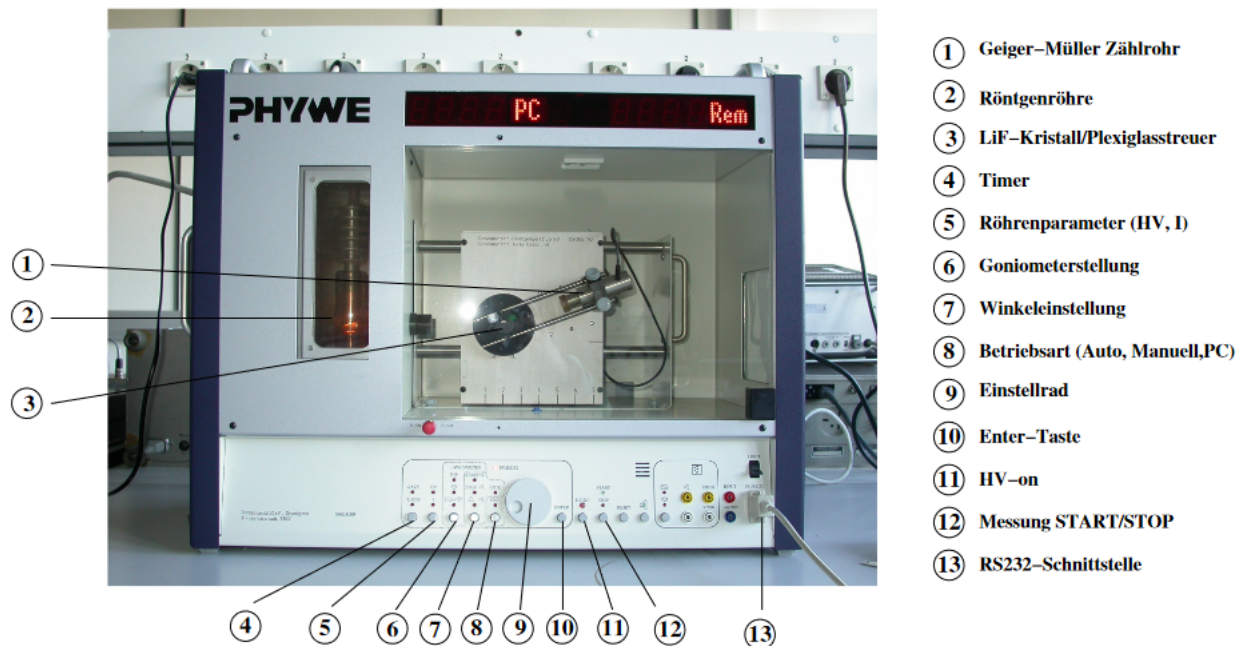 PHYWE
PC
Rem
1 Geiger−Müller Zählrohr
2 Röntgenröhre
3 LiF−Kristall/Plexiglasstreuer
4 Timer
5 Röhrenparameter (HV, I)
6 Goniometerstellung
7 Winkeleinstellung
8 Betriebsart (Auto, Manuell,PC)
9 Einstellrad
10 Enter−Taste
11 HV−on
12 Messung START/STOP
13 RS232−Schnittstelle
1
2
3
4 5 6 7 8 9 10 11 12 13